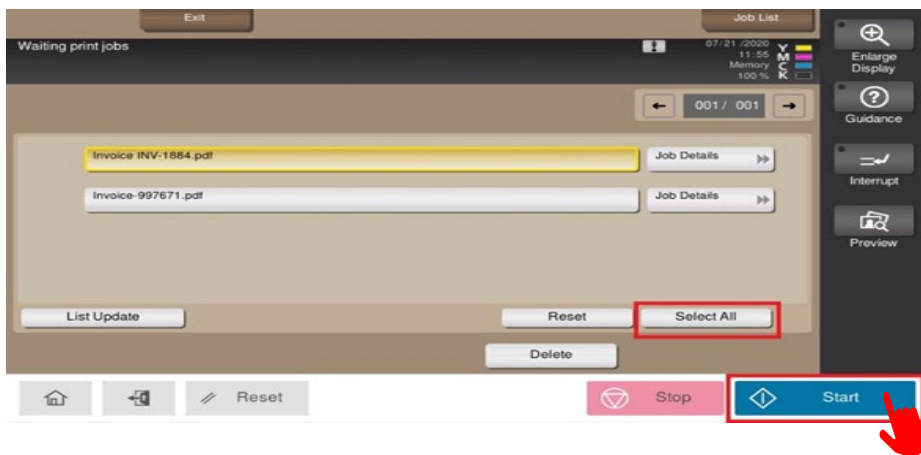 Exit
Job List
Waiting print jobs
07/21 /2020
11:55
Memory
100 %
Y
M
C
K
Enlarge
Display
001/ 001
Guidance
Invoice INV-1884.pdf
Job Details
Interrupt
Invoice-997671.pdf
Job Details
Preview
List Update
Reset
Select All
Delete
Reset
Stop
Start